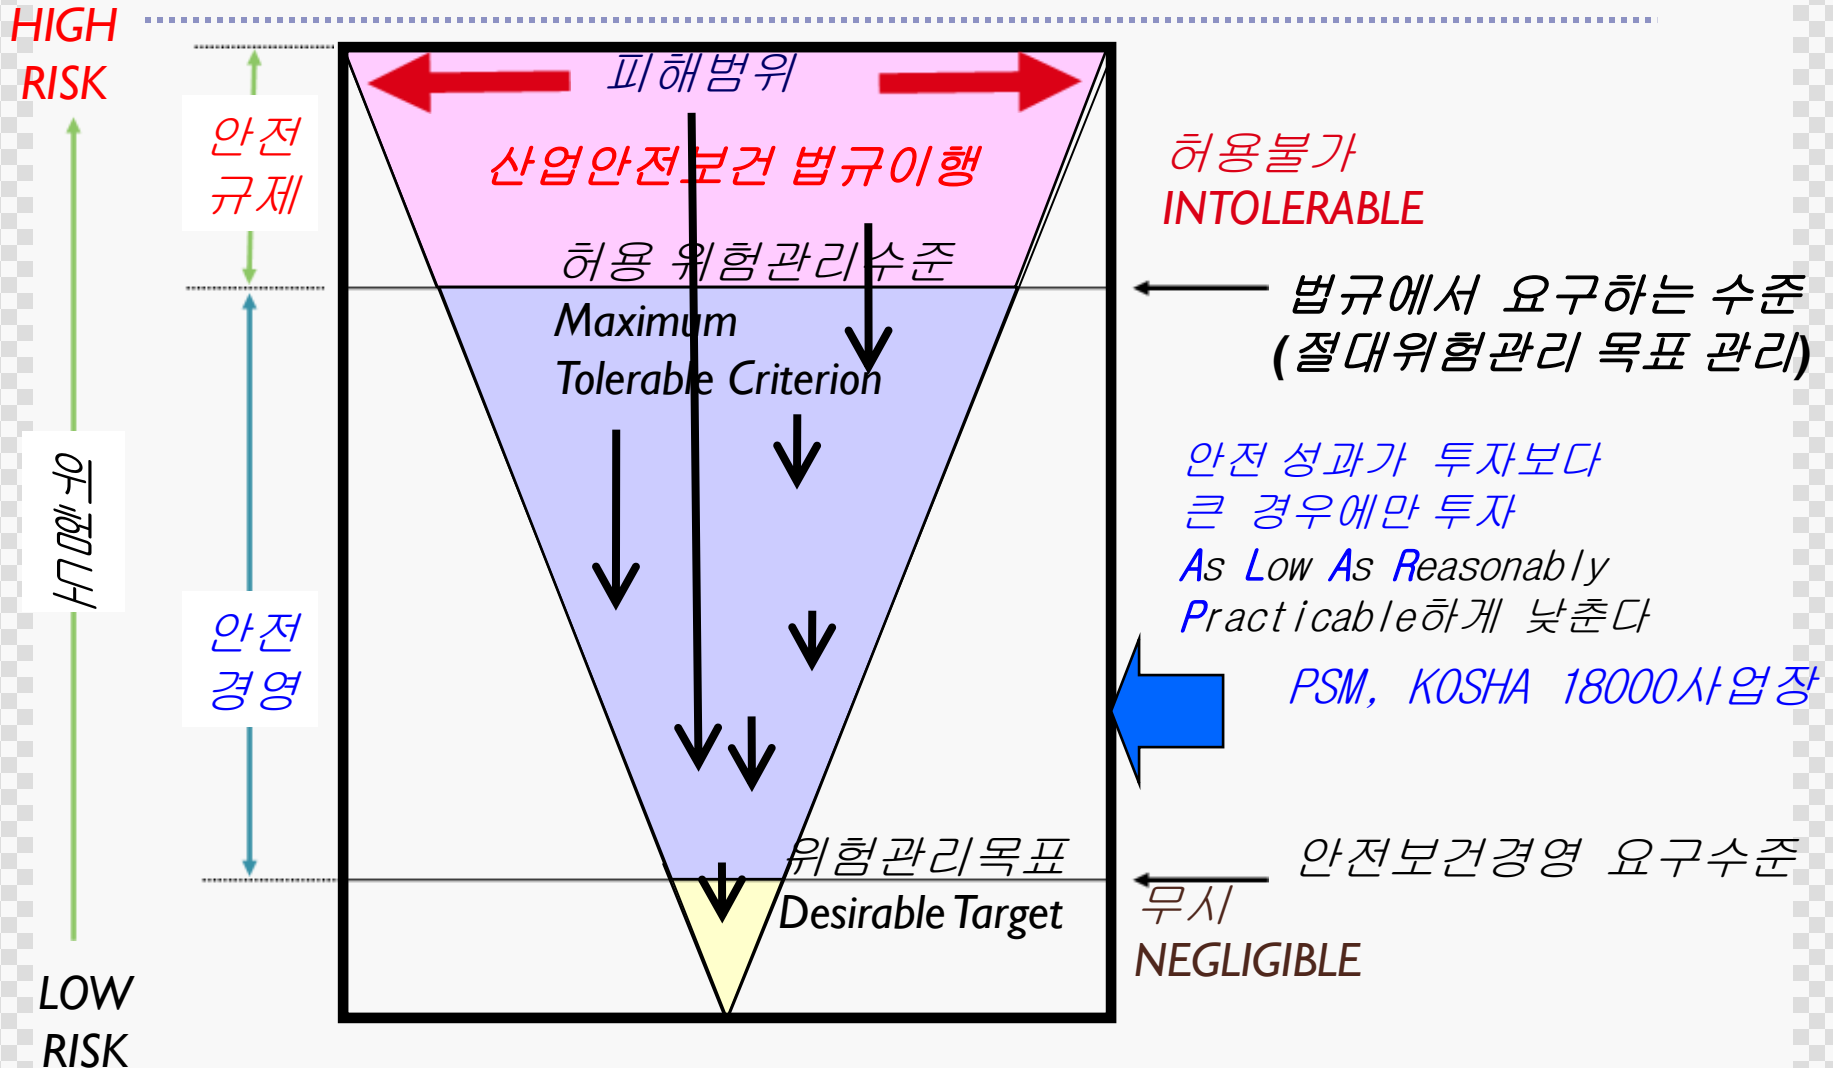 HIGH
RISK
안전
규제
위험도
안전
경영
LOW
RISK
피해범위
산업안전보건 법규이행
허용 위험관리수준
Maximum
Tolerable Criterion
위험관리목표
Desirable Target
허용불가
INTOLERABLE
법규에서 요구하는 수준
(절대위험관리 목표 관리)
안전 성과가 투자보다
큰 경우에만 투자
As Low As Reasonably
Practicable하게 낮춘다
PSM, KOSHA 18000사업장
안전보건경영 요구수준
무시
NEGLIGIBLE